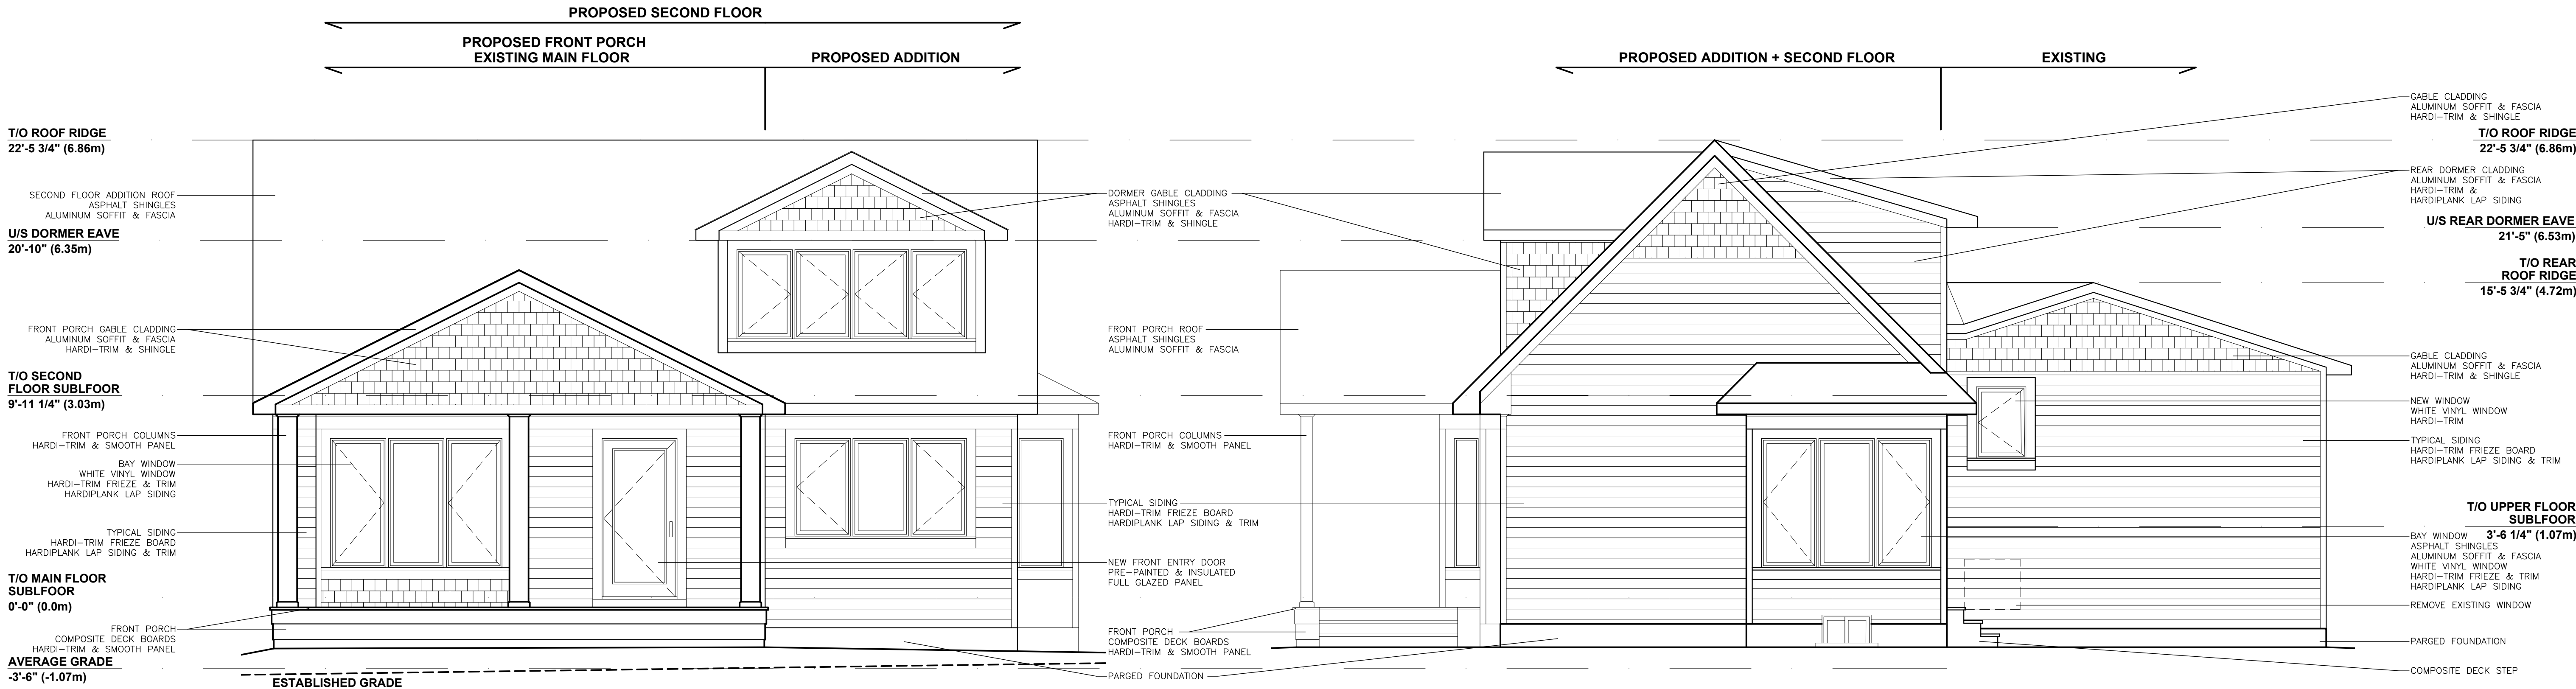 PROPOSED SECOND FLOOR
PROPOSED FRONT PORCH
EXISTING MAIN FLOOR
PROPOSED ADDITION
PROPOSED ADDITION + SECOND FLOOR
EXISTING
T/O ROOF RIDGE
22'-5 3/4" (6.86m)
SECOND FLOOR ADDITION ROOF
ASPHALT SHINGLES
ALUMINUM SOFFIT & FASCIA
U/S DORMER EAVE
20'-10" (6.35m)
FRONT PORCH GABLE CLADDING
ALUMINUM SOFFIT & FASCIA
HARDI-TRIM & SHINGLE
T/O SECOND
FLOOR SUBLFOOR
9'-11 1/4" (3.03m)
FRONT PORCH COLUMNS
HARDI-TRIM & SMOOTH PANEL
BAY WINDOW
WHITE VINYL WINDOW
HARDI-TRIM FRIEZE & TRIM
HARDIPLANK LAP SIDING
TYPICAL SIDING
HARDI-TRIM FRIEZE BOARD
HARDIPLANK LAP SIDING & TRIM
T/O MAIN FLOOR
SUBLFOOR
0'-0" (0.0m)
FRONT PORCH
COMPOSITE DECK BOARDS
HARDI-TRIM & SMOOTH PANEL
AVERAGE GRADE
-3'-6" (-1.07m)
ESTABLISHED GRADE
DORMER GABLE CLADDING
ASPHALT SHINGLES
ALUMINUM SOFFIT & FASCIA
HARDI-TRIM & SHINGLE
FRONT PORCH ROOF
ASPHALT SHINGLES
ALUMINUM SOFFIT & FASCIA
FRONT PORCH COLUMNS
HARDI-TRIM & SMOOTH PANEL
TYPICAL SIDING
HARDI-TRIM FRIEZE BOARD
HARDIPLANK LAP SIDING & TRIM
NEW FRONT ENTRY DOOR
PRE-PAINTED & INSULATED
FULL GLAZED PANEL
FRONT PORCH
COMPOSITE DECK BOARDS
HARDI-TRIM & SMOOTH PANEL
PARGED FOUNDATION
GABLE CLADDING
ALUMINUM SOFFIT & FASCIA
HARDI-TRIM & SHINGLE
T/O ROOF RIDGE
22'-5 3/4" (6.86m)
REAR DORMER CLADDING
ALUMINUM SOFFIT & FASCIA
HARDI-TRIM &
HARDIPLANK LAP SIDING
U/S REAR DORMER EAVE
21'-5" (6.53m)
T/O REAR
ROOF RIDGE
15'-5 3/4" (4.72m)
GABLE CLADDING
ALUMINUM SOFFIT & FASCIA
HARDI-TRIM & SHINGLE
NEW WINDOW
WHITE VINYL WINDOW
HARDI-TRIM
TYPICAL SIDING
HARDI-TRIM FRIEZE BOARD
HARDIPLANK LAP SIDING & TRIM
T/O UPPER FLOOR
SUBLFOOR
3'-6 1/4" (1.07m)
BAY WINDOW
ASPHALT SHINGLES
ALUMINUM SOFFIT & FASCIA
WHITE VINYL WINDOW
HARDI-TRIM FRIEZE & TRIM
HARDIPLANK LAP SIDING
REMOVE EXISTING WINDOW
PARGED FOUNDATION
COMPOSITE DECK STEP